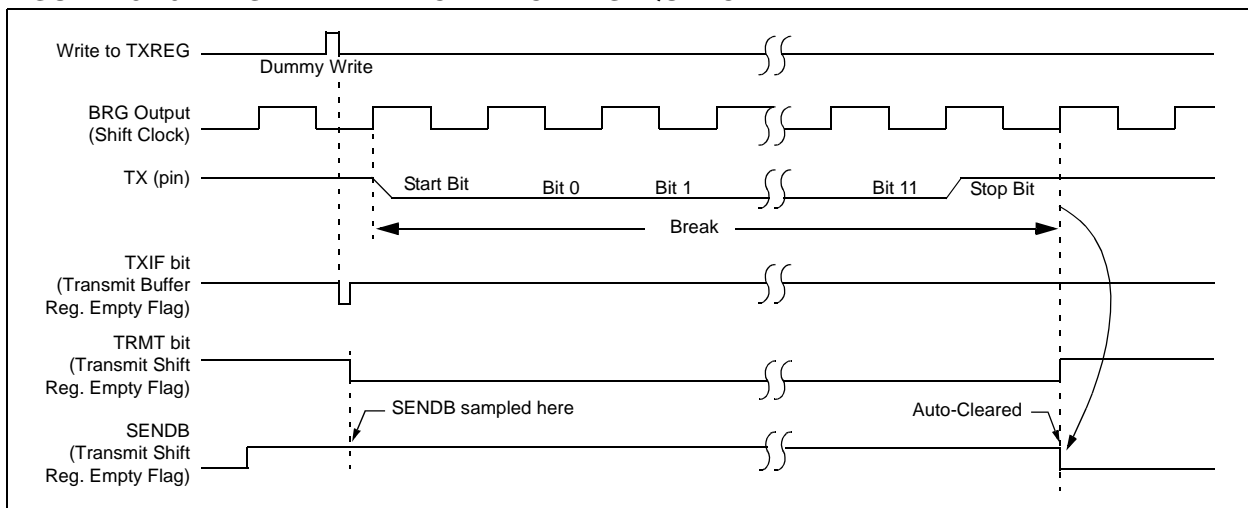 Write to TXREG
Dummy Write
BRG Output
(Shift Clock)
TX (pin)
Start Bit
Bit 0
Bit 1
Bit 11
Stop Bit
Break
TXIF bit
(Transmit Buffer
Reg. Empty Flag)
TRMT bit
(Transmit Shift
Reg. Empty Flag)
SENDB sampled here
Auto-Cleared
SENDB
(Transmit Shift
Reg. Empty Flag)